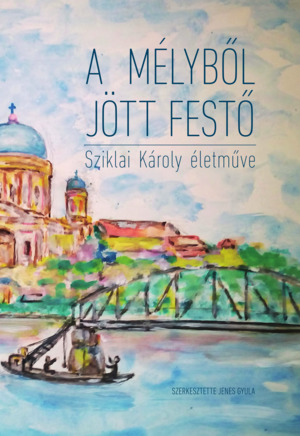 A MÉLYBŐL
JÖTT FESTŐ
Sziklai Károly életműve
SZERKESZTETTE JENES GYULA